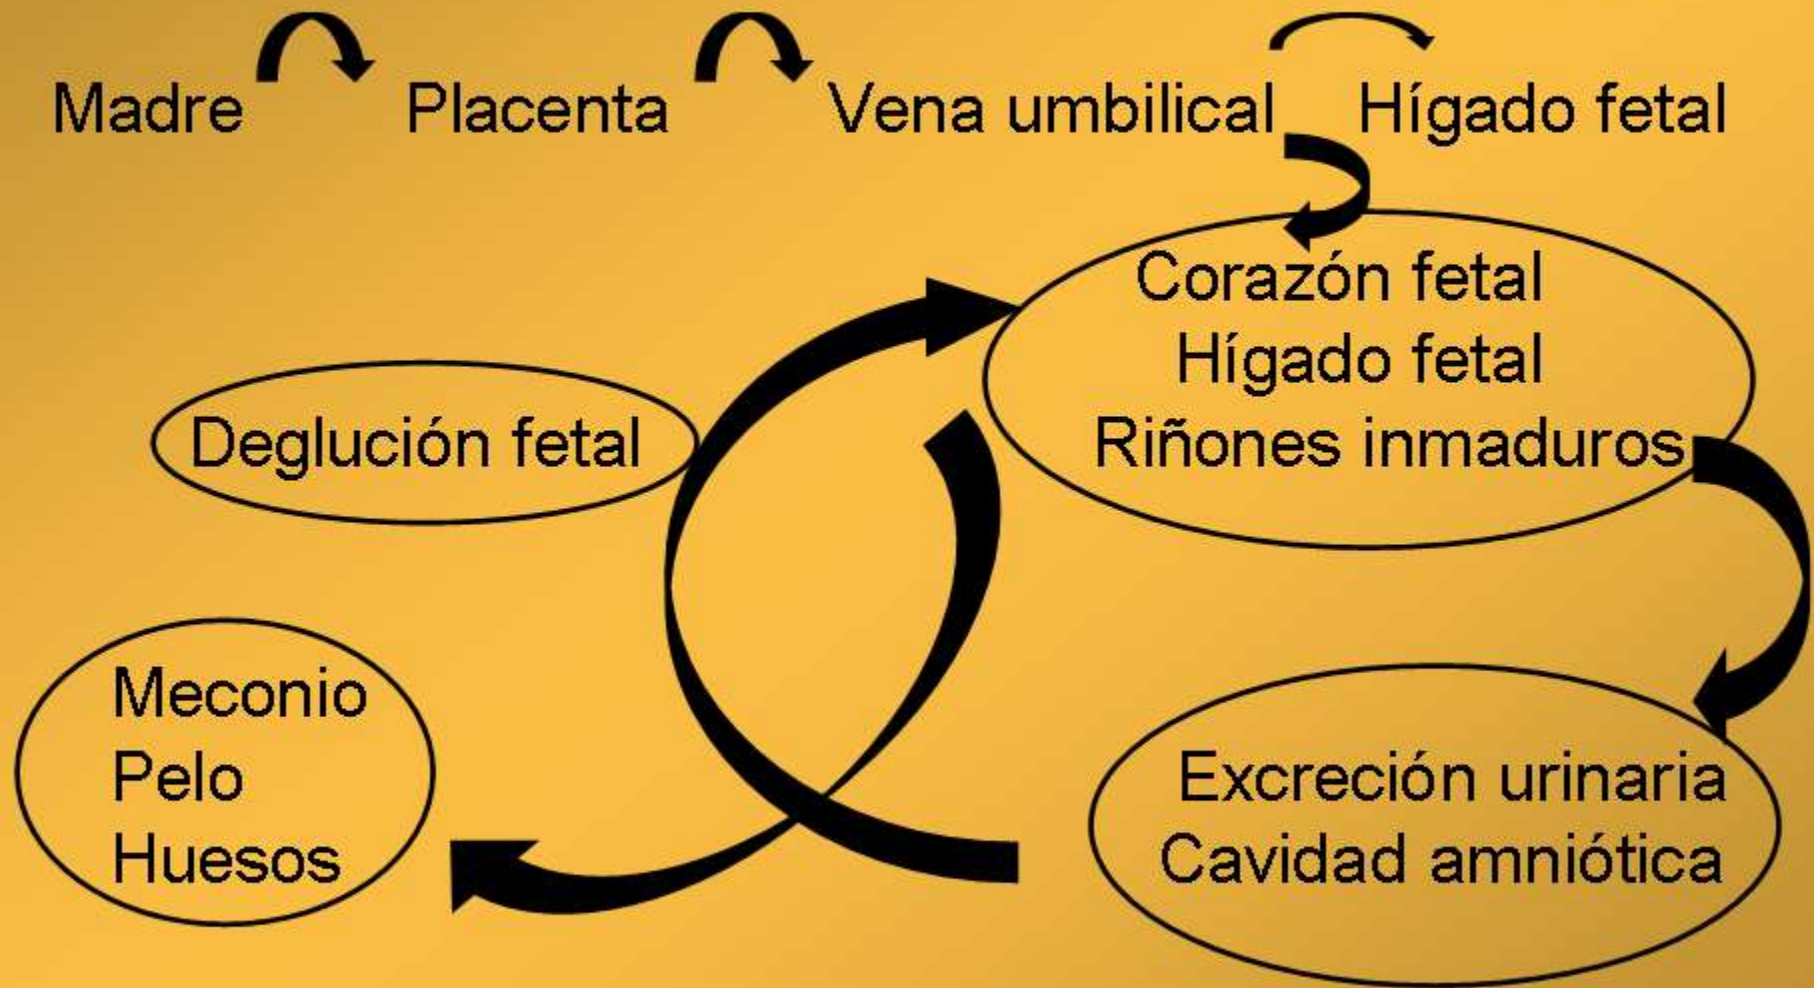 Madre Placenta Vena umbilical Hígado fetal
Corazón fetal
Hígado fetal
Riñones inmaduros
Deglución fetal
Meconio
Pelo
Huesos
Excreción urinaria
Cavidad amniótica